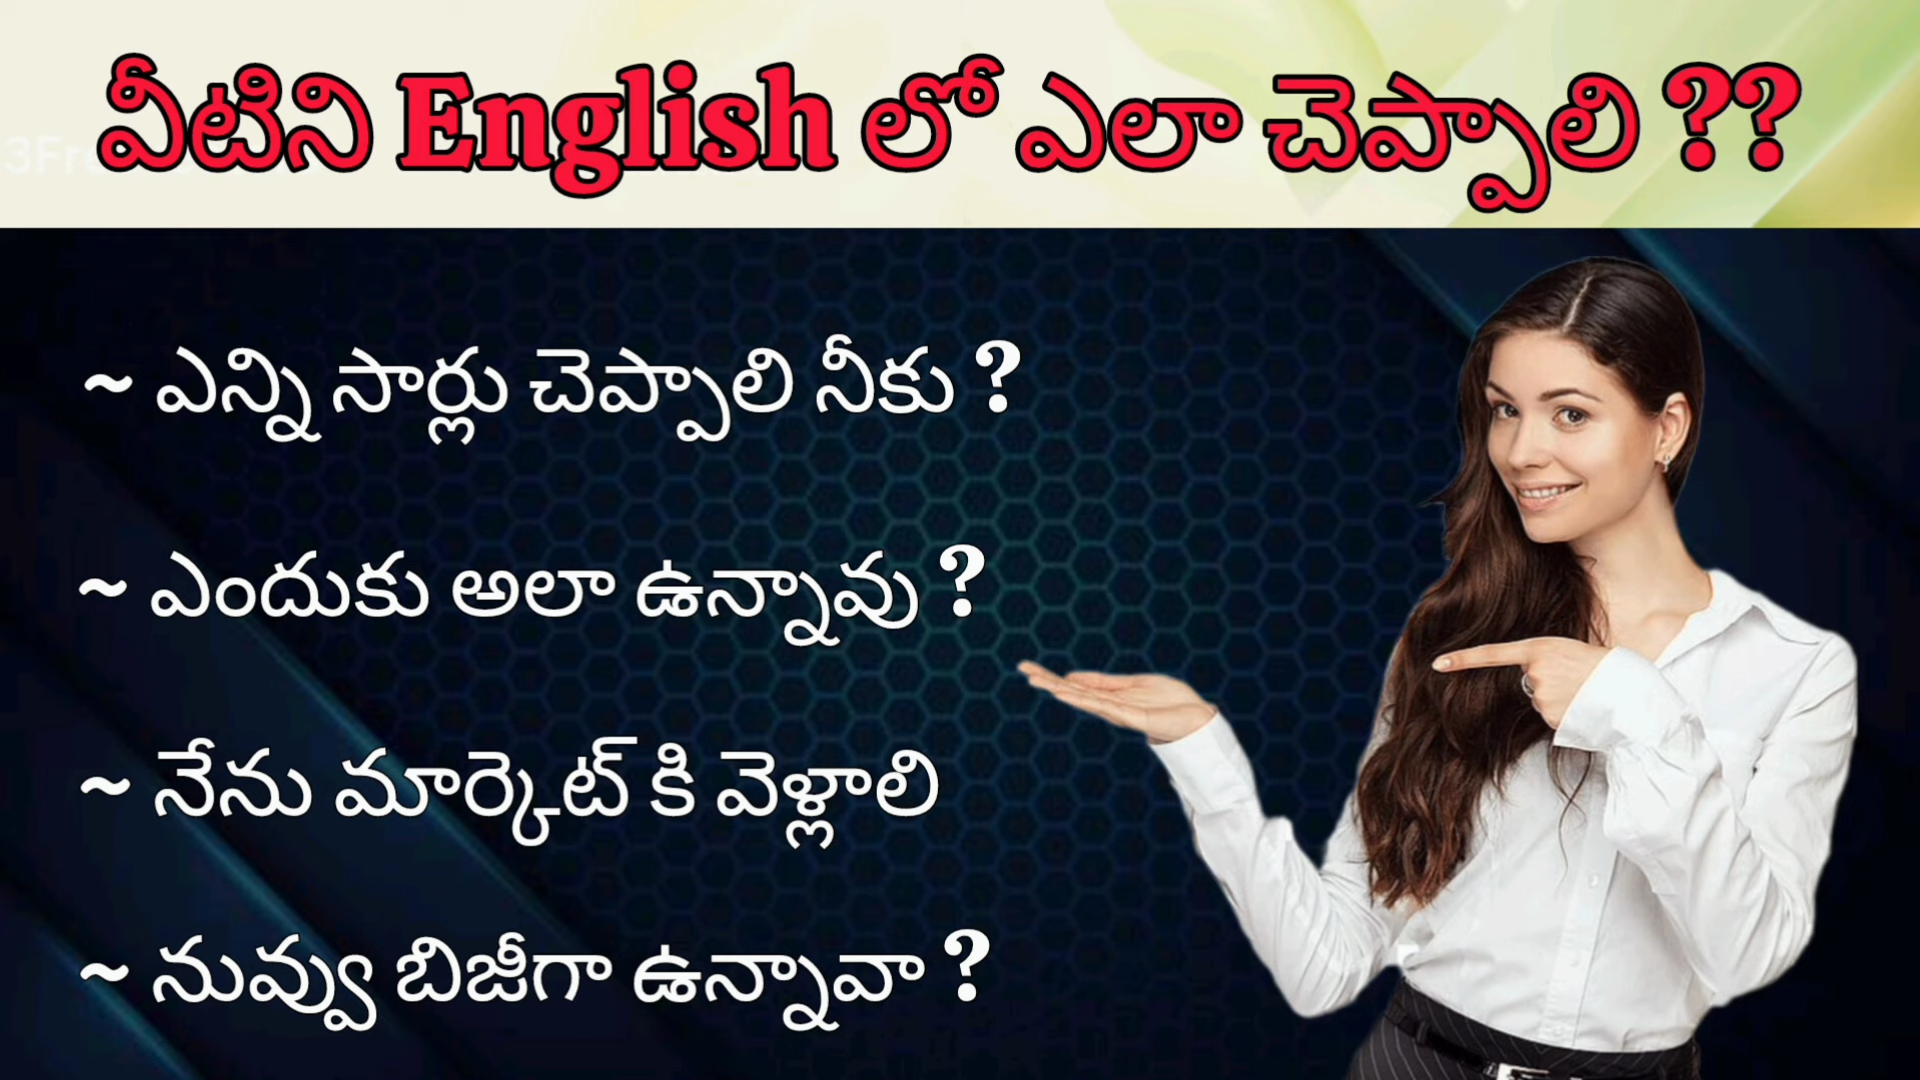 వీటిని English లో ఎలా చెప్పాలి ??
~ ఎన్ని సార్లు చెప్పాలి నీకు ?
~ ఎందుకు అలా ఉన్నావు ?
~ నేను మార్కెట్ కి వెళ్లాలి
~ నువ్వు బిజీగా ఉన్నావా ?